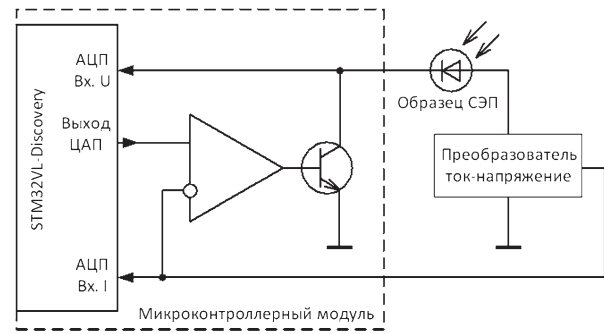 STM32VL-Discovery
АЦП
Вх. U
Выход
ЦАП
АЦП
Вх. I
Образец СЭП
Преобразователь
ток-напряжение
Микроконтроллерный модуль